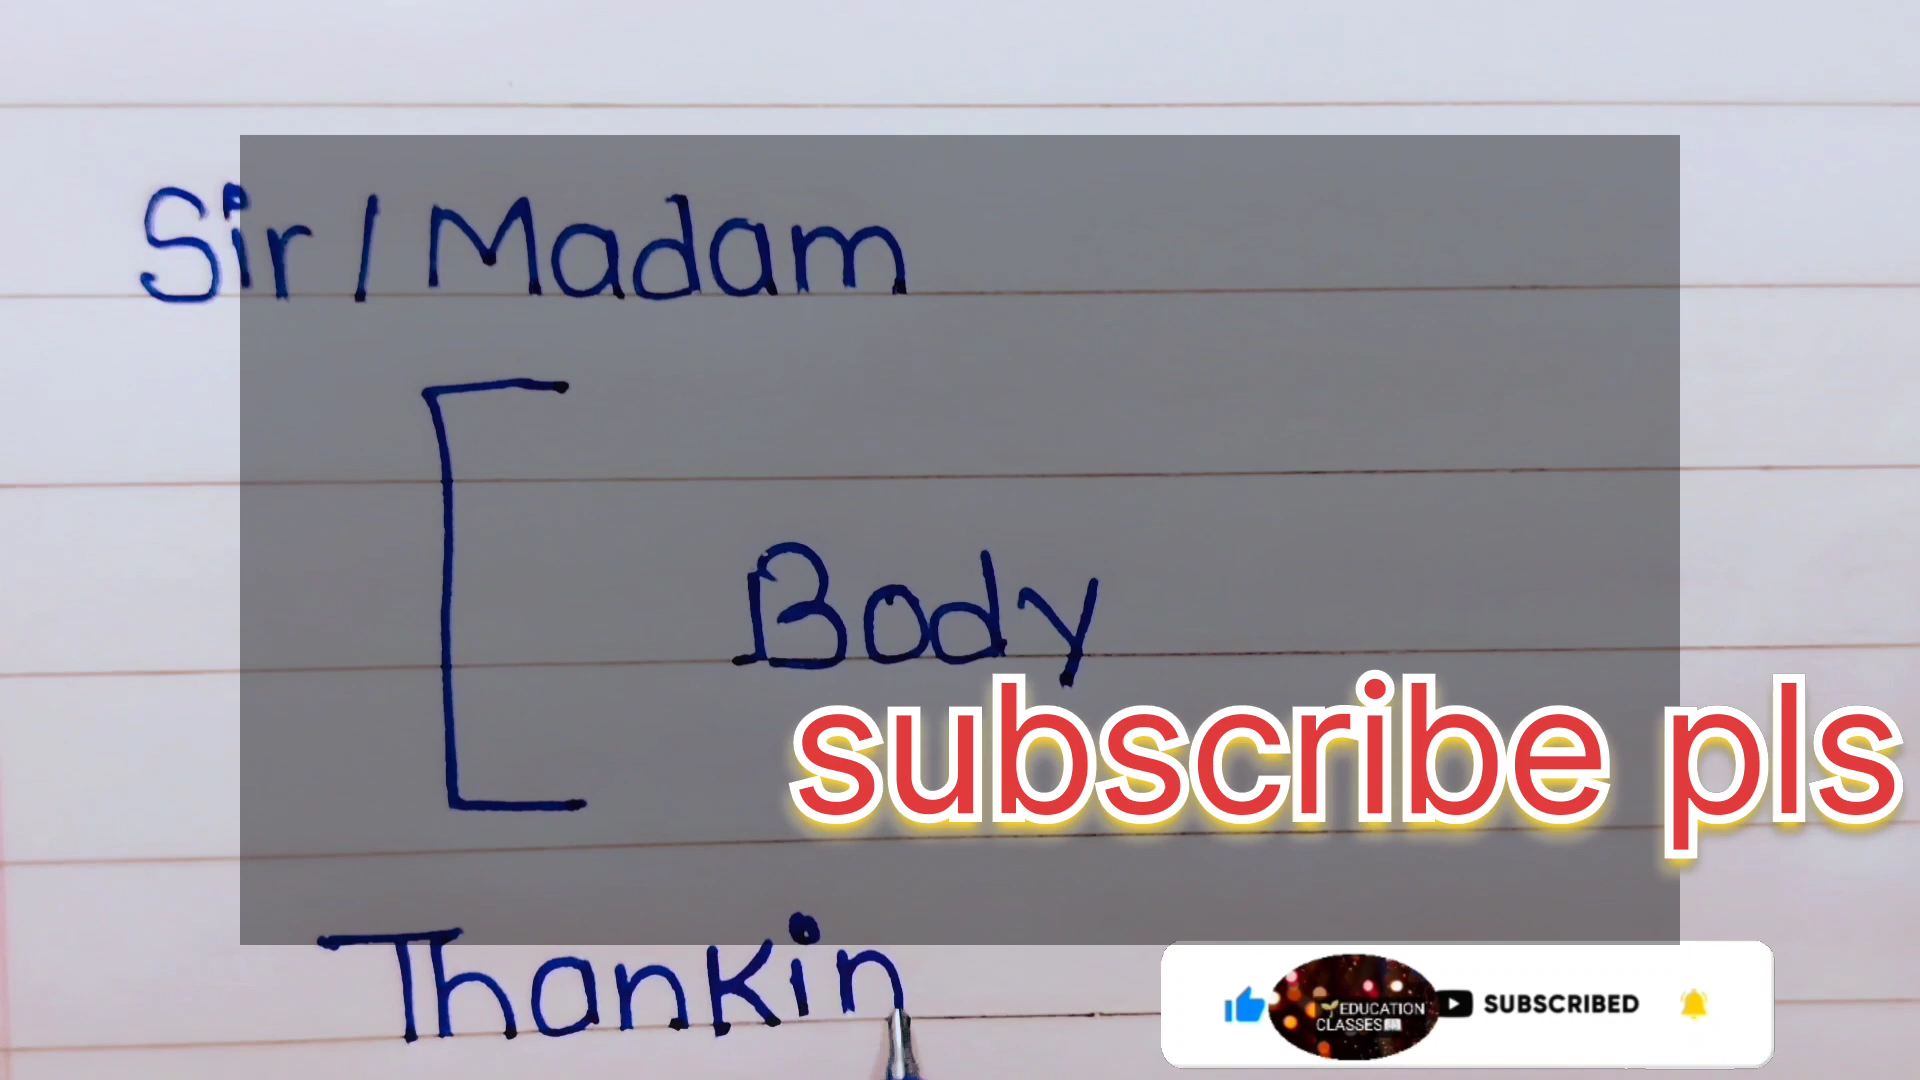 Sir / Madam
Body
subscribe pls
Thankin
EDUCATION
CLASSES
SUBSCRIBED